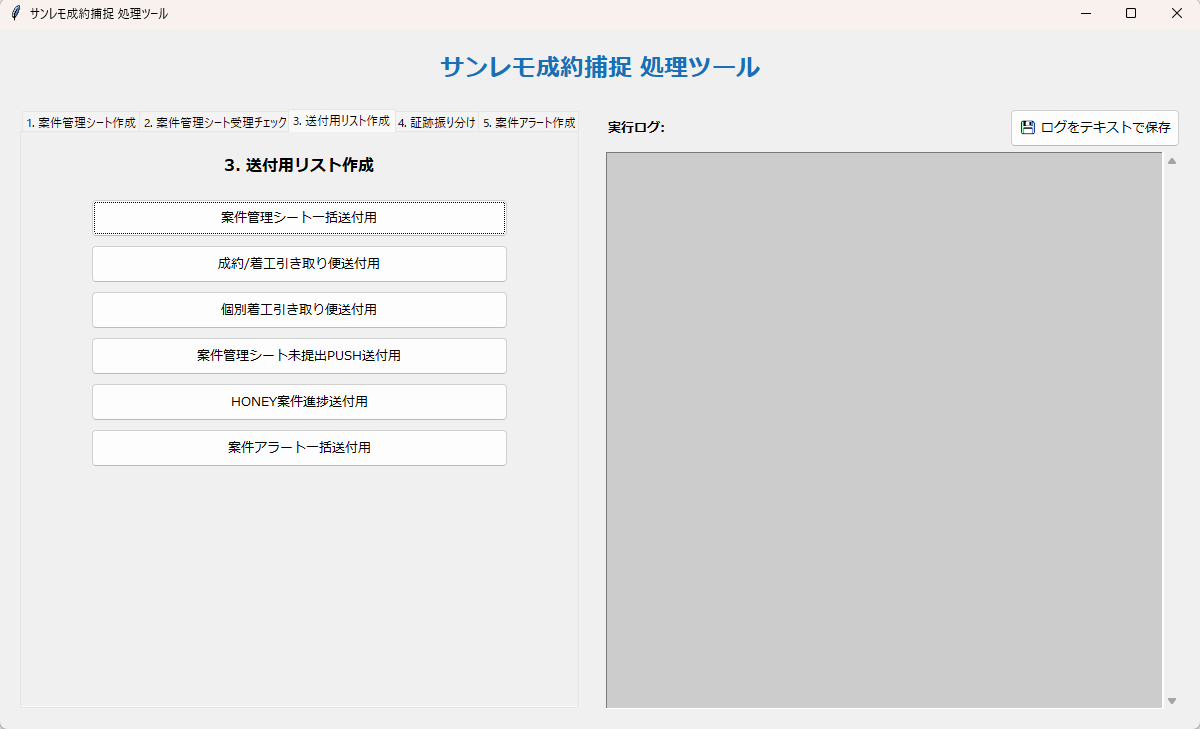 サンレモ成約捕捉 処理ツール
サンレモ成約捕捉 処理ツール
1. 案件管理シート作成 2. 案件管理シート受理チェック 3. 送付用リスト作成 4. 証跡振り分け 5. 案件アラート作成
3. 送付用リスト作成
案件管理シート一括送付用
成約/着工引き取り便送付用
個別着工引き取り便送付用
案件管理シート未提出PUSH送付用
HONEY案件進捗送付用
案件アラート一括送付用
実行ログ:
ログをテキストで保存